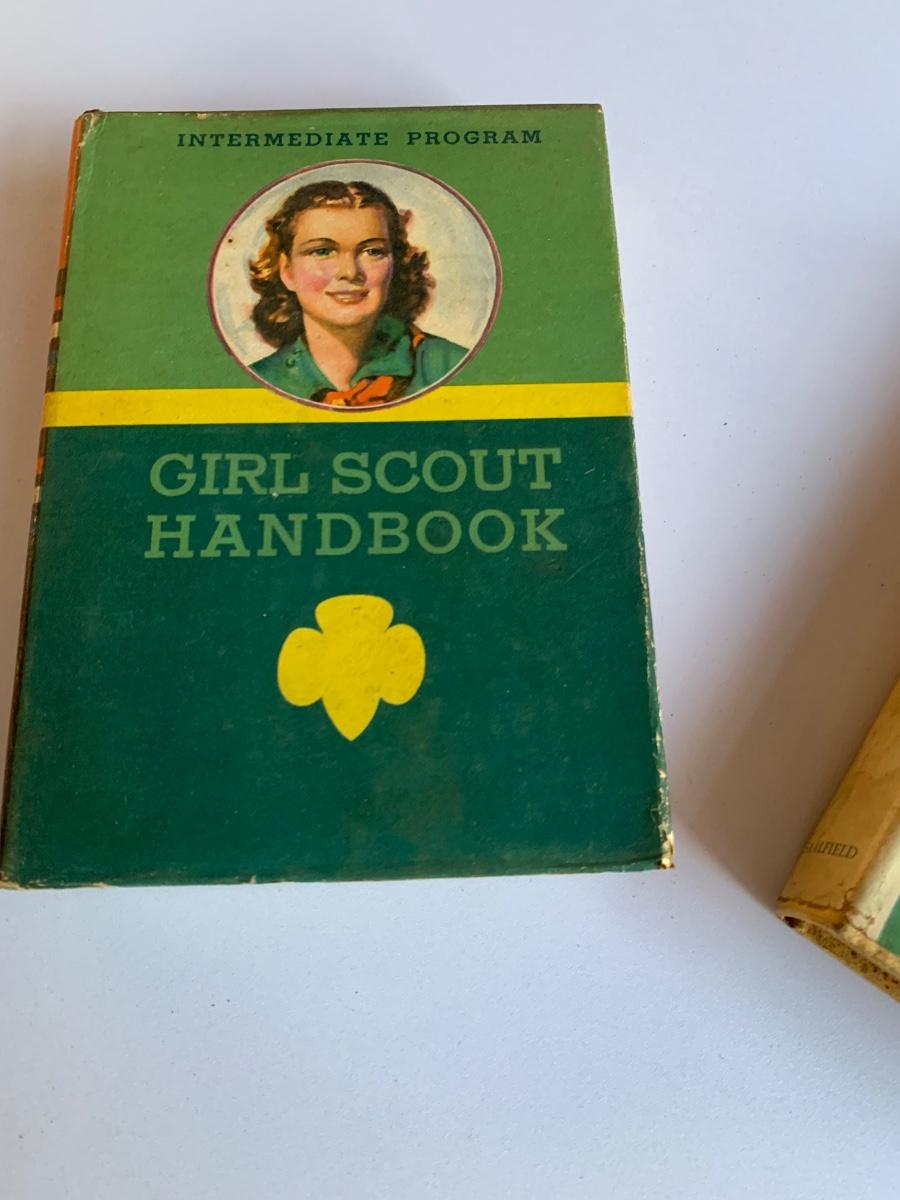 INTERMEDIATE PROGRAM
GIRL SCOUT
HANDBOOK